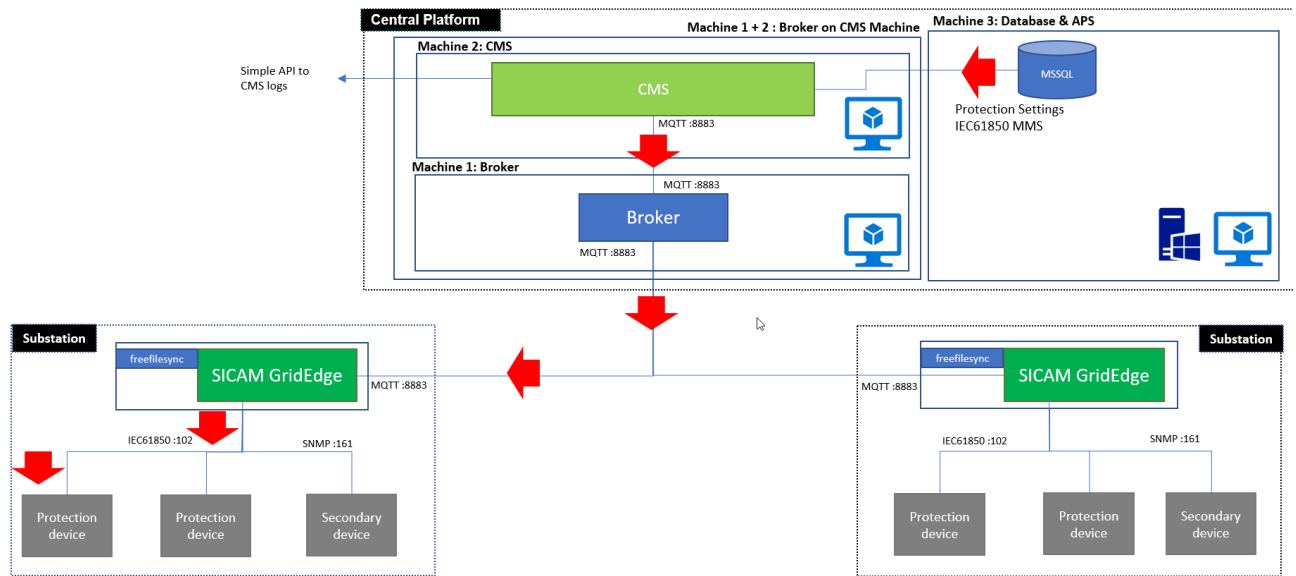 Central Platform
Machine 1 + 2 : Broker on CMS Machine
Machine 3: Database & APS
Machine 2: CMS
Simple API to
CMS logs
CMS
MSSQL
Protection Settings
IEC61850 MMS
MQTT :8883
Machine 1: Broker
MQTT :8883
Broker
MQTT :8883
Substation
freefilesync
SICAM GridEdge
MQTT :8883
IEC61850 :102
SNMP :161
Protection
device
Protection
device
Secondary
device
Substation
freefilesync
SICAM GridEdge
MQTT :8883
IEC61850 :102
SNMP :161
Protection
device
Protection
device
Secondary
device